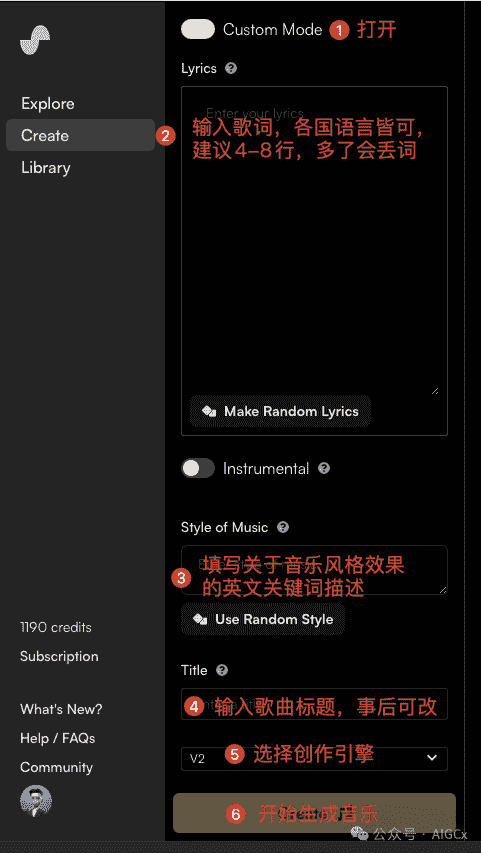 Custom Mode 1 打开
Lyrics ?
Explore
Create
Library
Enter your lyrics
2 输入歌词，各国语言皆可，
建议4-8行，多了会丢词
Make Random Lyrics
Instrumental ?
Style of Music ?
3 填写关于音乐风格效果
的英文关键词描述
Use Random Style
1190 credits
Subscription
Title ?
What's New?
4 输入歌曲标题，事后可改
Help / FAQs
V2 5 选择创作引擎
Community
6 开始生成音乐
公众号 · AIGCx